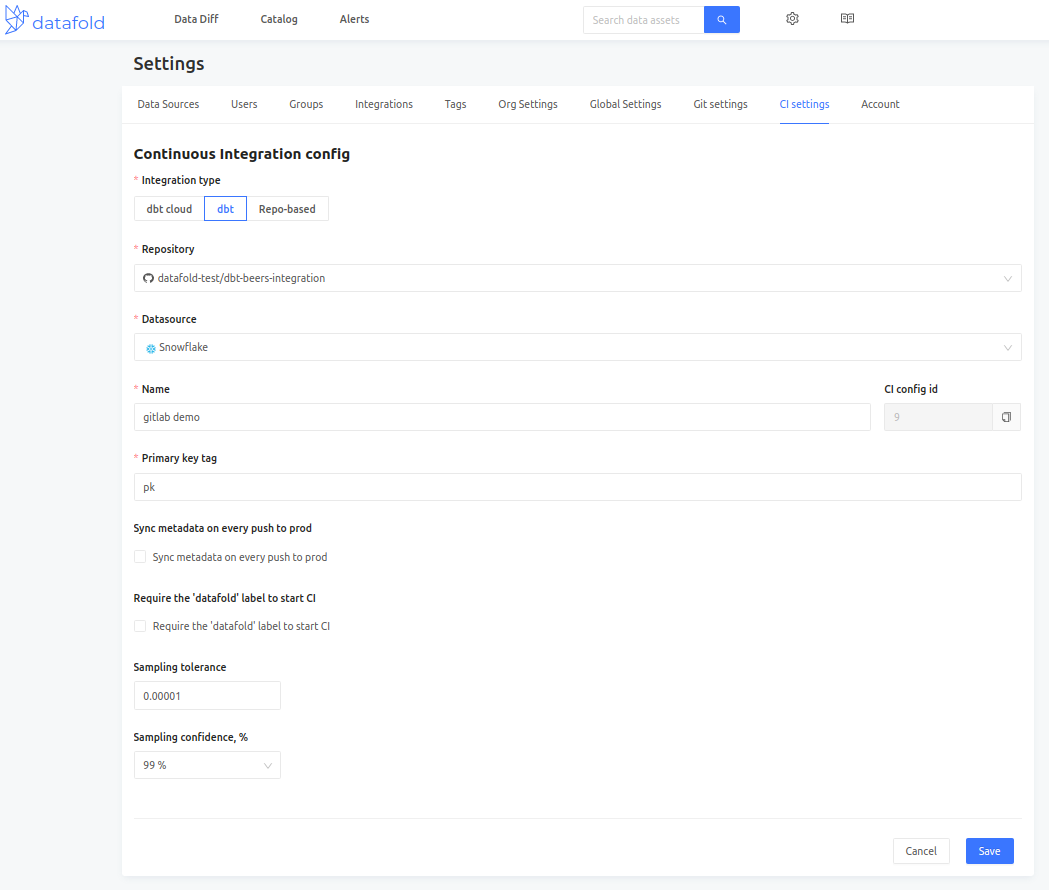 datafold Data Diff Catalog Alerts Search data assets
Settings
Data Sources Users Groups Integrations Tags Org Settings Global Settings Git settings CI settings Account
Continuous Integration config
* Integration type
dbt cloud dbt Repo-based
* Repository
datafold-test/dbt-beers-integration
* Datasource
Snowflake
* Name CI config id
gitlab demo 9
* Primary key tag
pk
Sync metadata on every push to prod
Sync metadata on every push to prod
Require the 'datafold' label to start CI
Require the 'datafold' label to start CI
Sampling tolerance
0.00001
Sampling confidence, %
99 %
Cancel Save